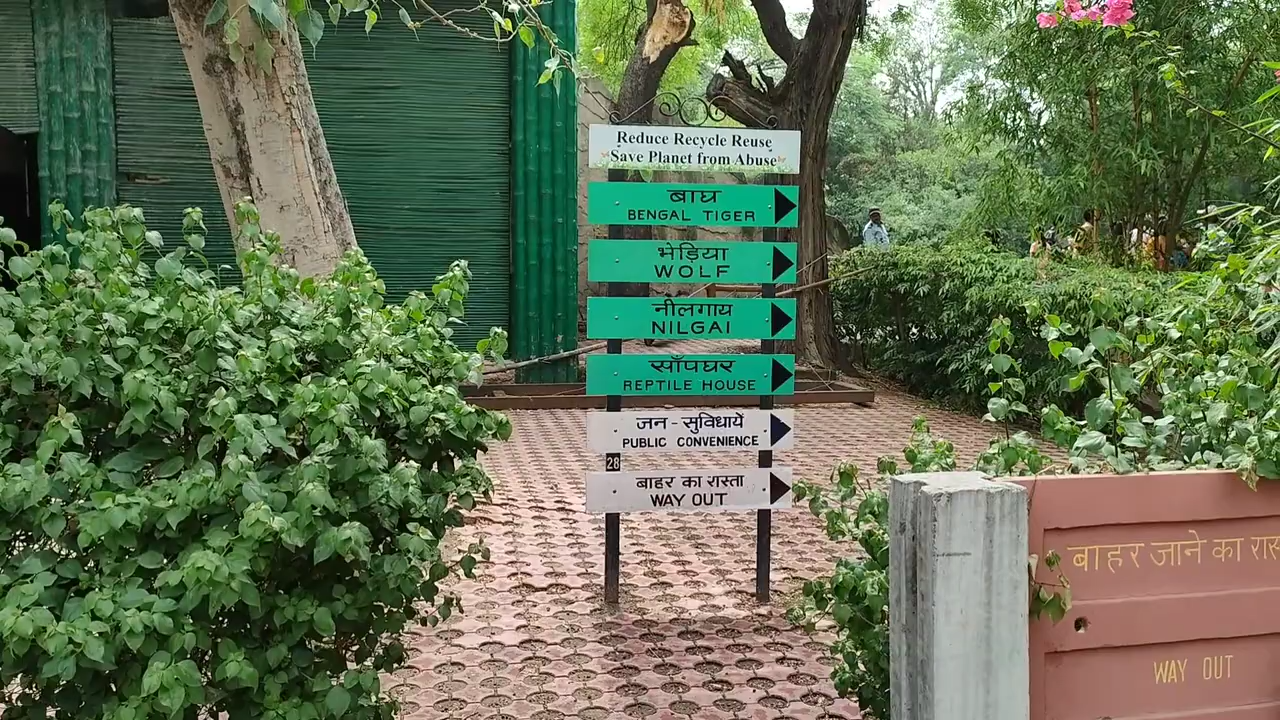 Reduce Recycle Reuse
Save Planet from Abuse
बाघ
BENGAL TIGER
भेड़िया
WOLF
नीलगाय
NILGAI
साँपघर
REPTILE HOUSE
जन - सुविधायें
PUBLIC CONVENIENCE
28
बाहर का रास्ता
WAY OUT
बाहर जाने का
WAY OUT